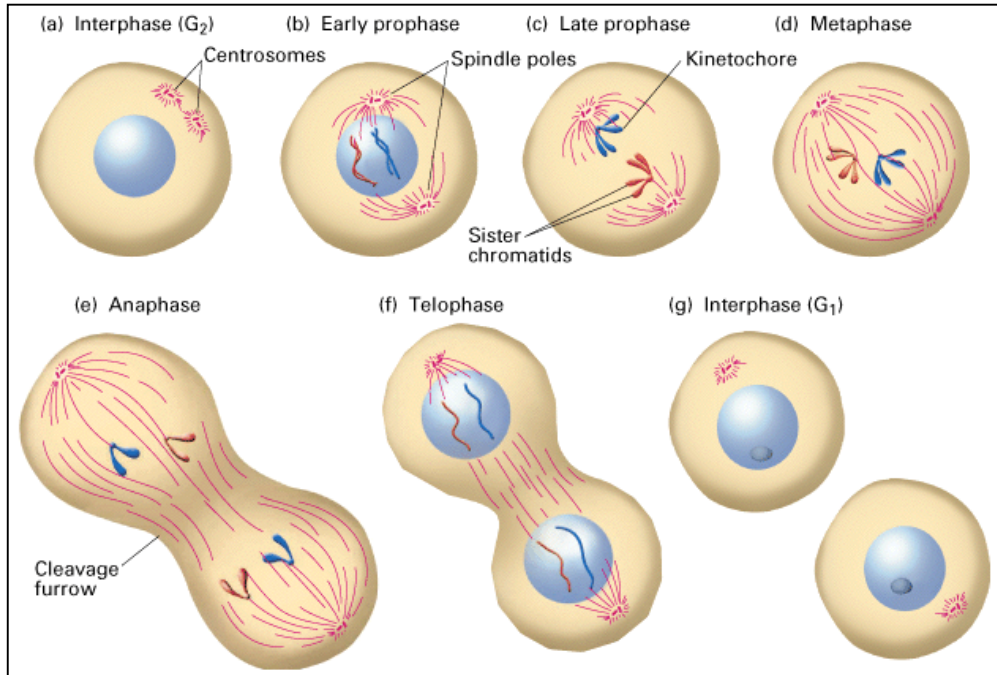 (a) Interphase (G₂)
(b) Early prophase
(c) Late prophase
(d) Metaphase
Centrosomes
Spindle poles
Kinetochore
Sister
chromatids
(e) Anaphase
(f) Telophase
(g) Interphase (G₁)
Cleavage
furrow